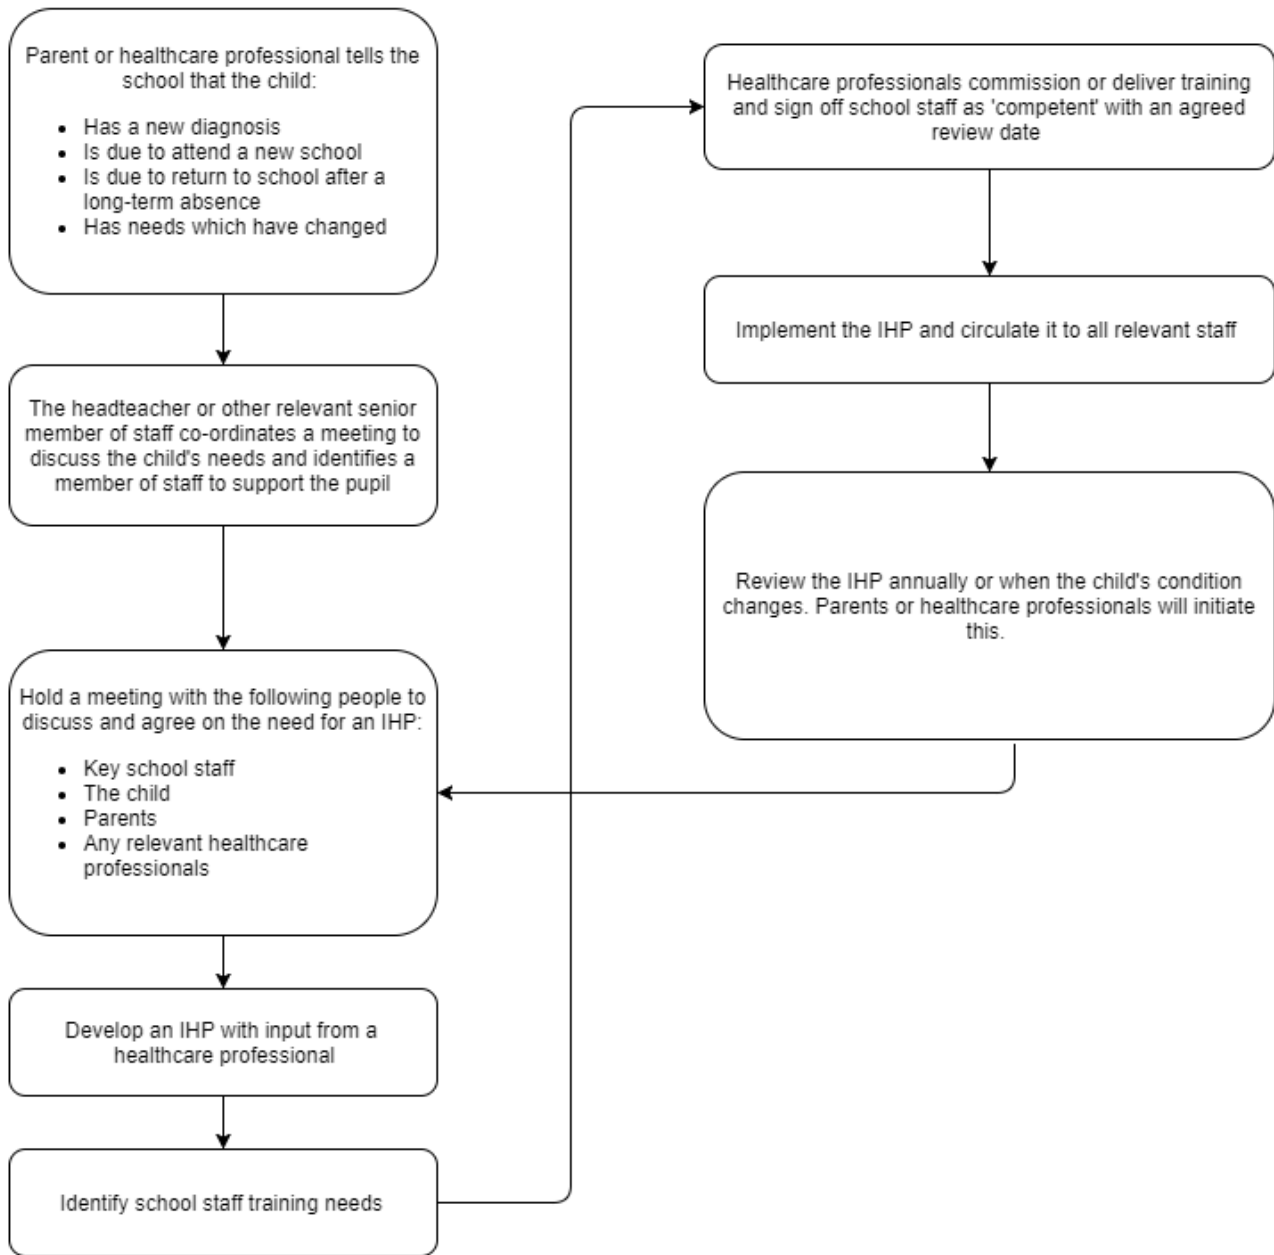 Parent or healthcare professional tells the
school that the child:
• Has a new diagnosis
• Is due to attend a new school
• Is due to return to school after a
long-term absence
• Has needs which have changed
The headteacher or other relevant senior
member of staff co-ordinates a meeting to
discuss the child's needs and identifies a
member of staff to support the pupil
Hold a meeting with the following people to
discuss and agree on the need for an IHP:
• Key school staff
• The child
• Parents
• Any relevant healthcare
professionals
Develop an IHP with input from a
healthcare professional
Identify school staff training needs
Healthcare professionals commission or deliver training
and sign off school staff as 'competent' with an agreed
review date
Implement the IHP and circulate it to all relevant staff
Review the IHP annually or when the child's condition
changes. Parents or healthcare professionals will initiate
this.